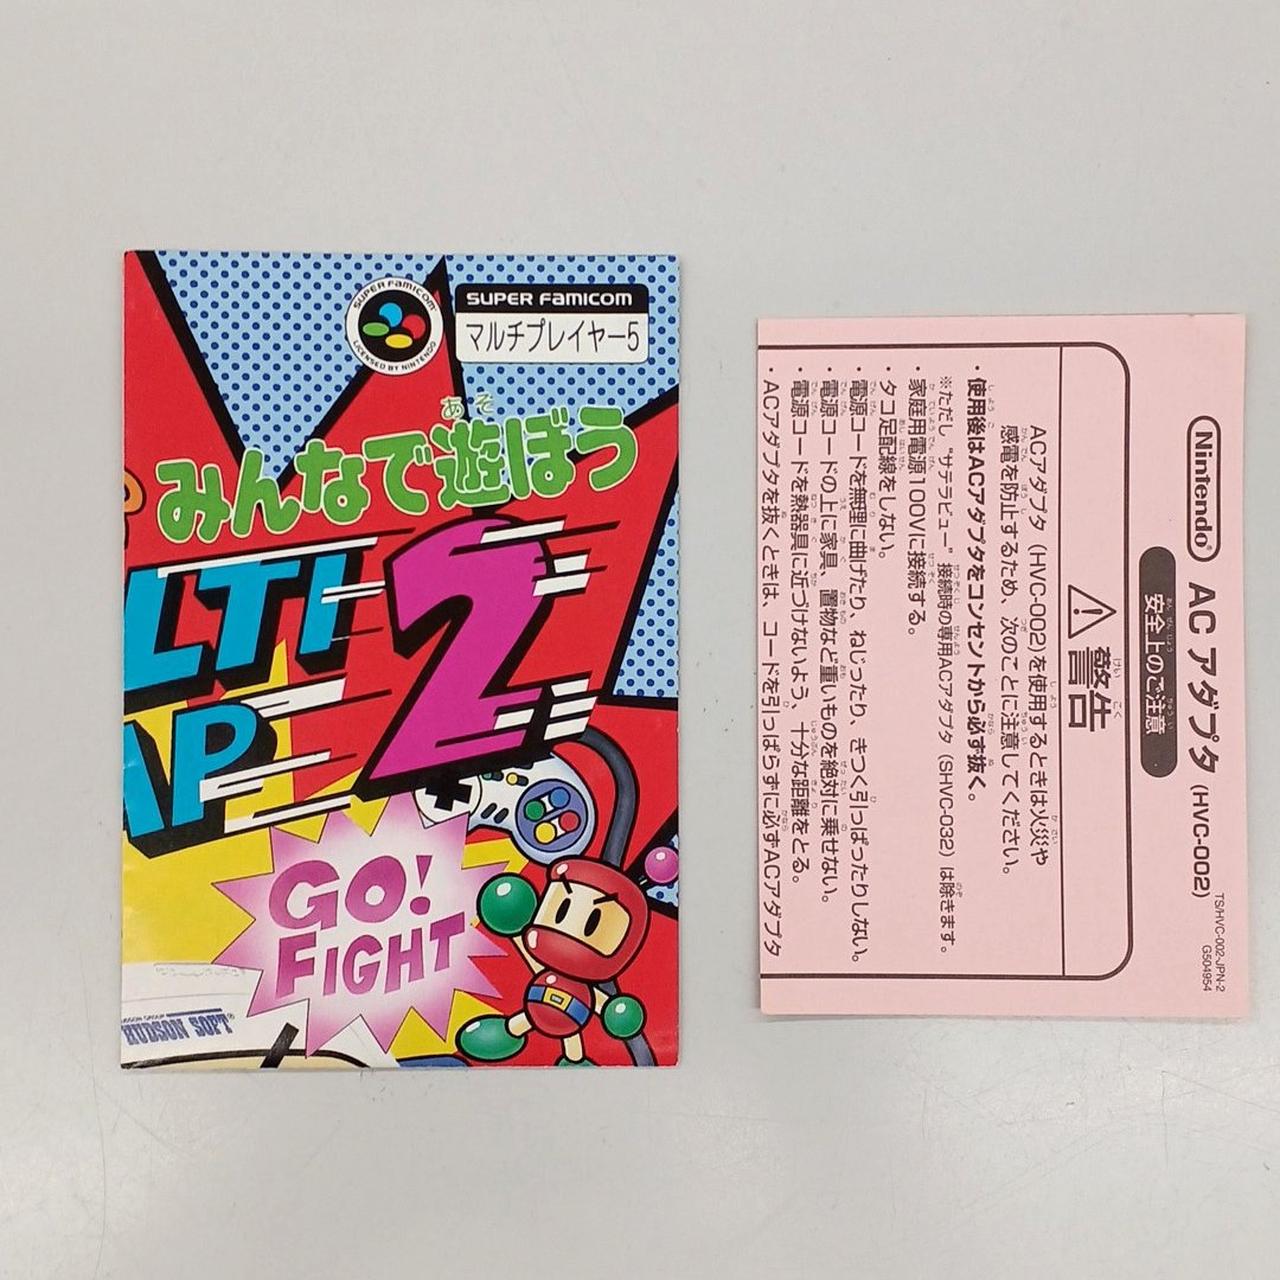 SUPER FAMICOM
LICENSED BY NINTENDO
SUPER FAMICOM
マルチプレイヤー5
あそ
みんなで遊ぼう
LTI 2
AP
GO!
FIGHT
HUDSON GROUP
HUDSON SOFT®
Nintendo®
ACアダプタ (HVC-002)
TS/HVC-002-JPN-2
G504954
安全上のご注意
警告
ACアダプタ (HVC-002)を使用するときは火災や
感電を防止するため、次のことに注意してください。
・使用後はACアダプタをコンセントから必ず抜く。
※ただし “サテラビュー” 接続時の専用ACアダプタ (SHVC-032) は除きます。
・家庭用電源100Vに接続する。
・タコ足配線をしない。
・電源コードを無理に曲げたり、ねじったり、きつく引っぱったりしない。
・電源コードの上に家具、置物など重いものを絶対に乗せない。
・電源コードを熱器具に近づけないよう、十分な距離をとる。
・ACアダプタを抜くときは、コードを引っぱらずに必ずACアダプタ